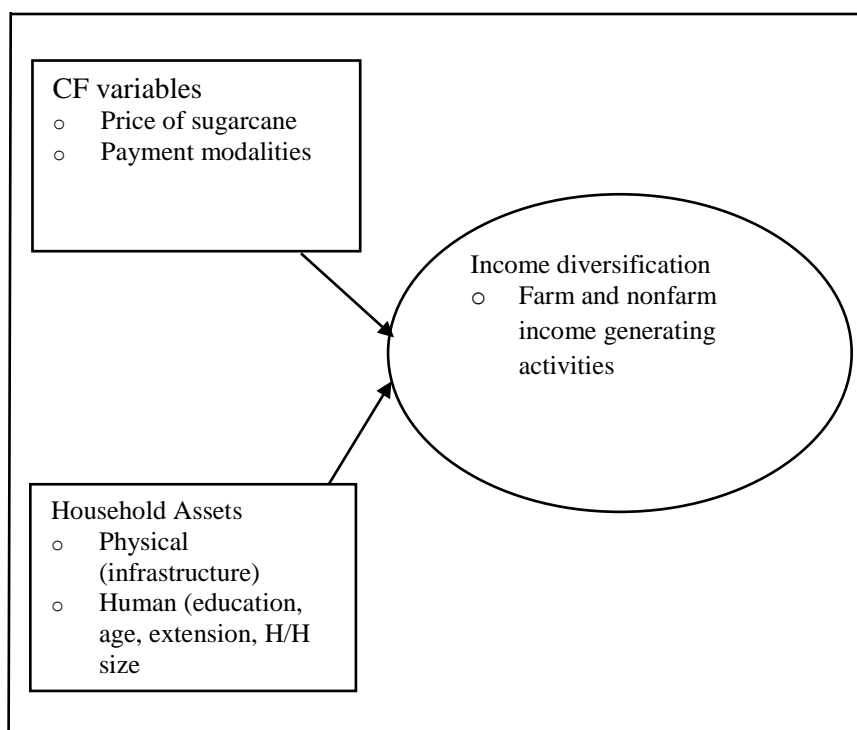 CF variables
o Price of sugarcane
o Payment modalities
Income diversification
o Farm and nonfarm
income generating
activities
Household Assets
o Physical
(infrastructure)
o Human (education,
age, extension, H/H
size